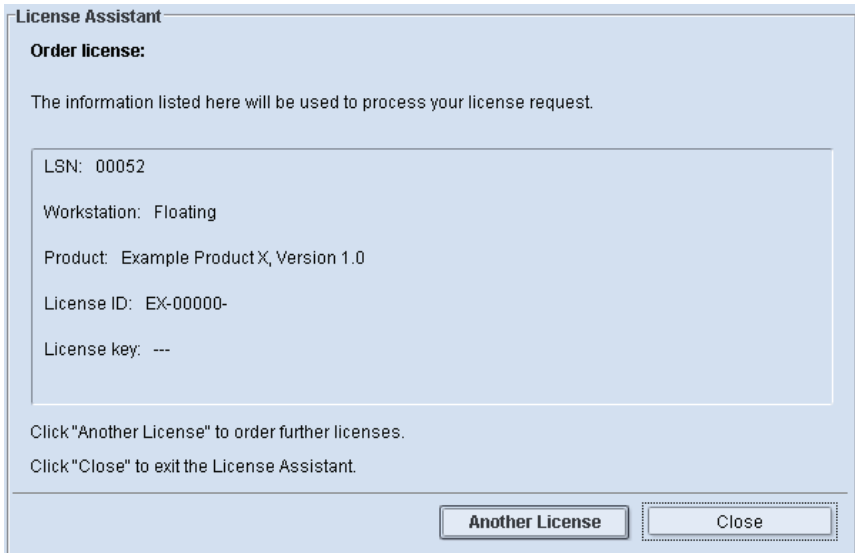 License Assistant
Order license:
The information listed here will be used to process your license request.
LSN: 00052
Workstation: Floating
Product: Example Product X, Version 1.0
License ID: EX-00000-
License key: ---
Click "Another License" to order further licenses.
Click "Close" to exit the License Assistant.
Another License Close